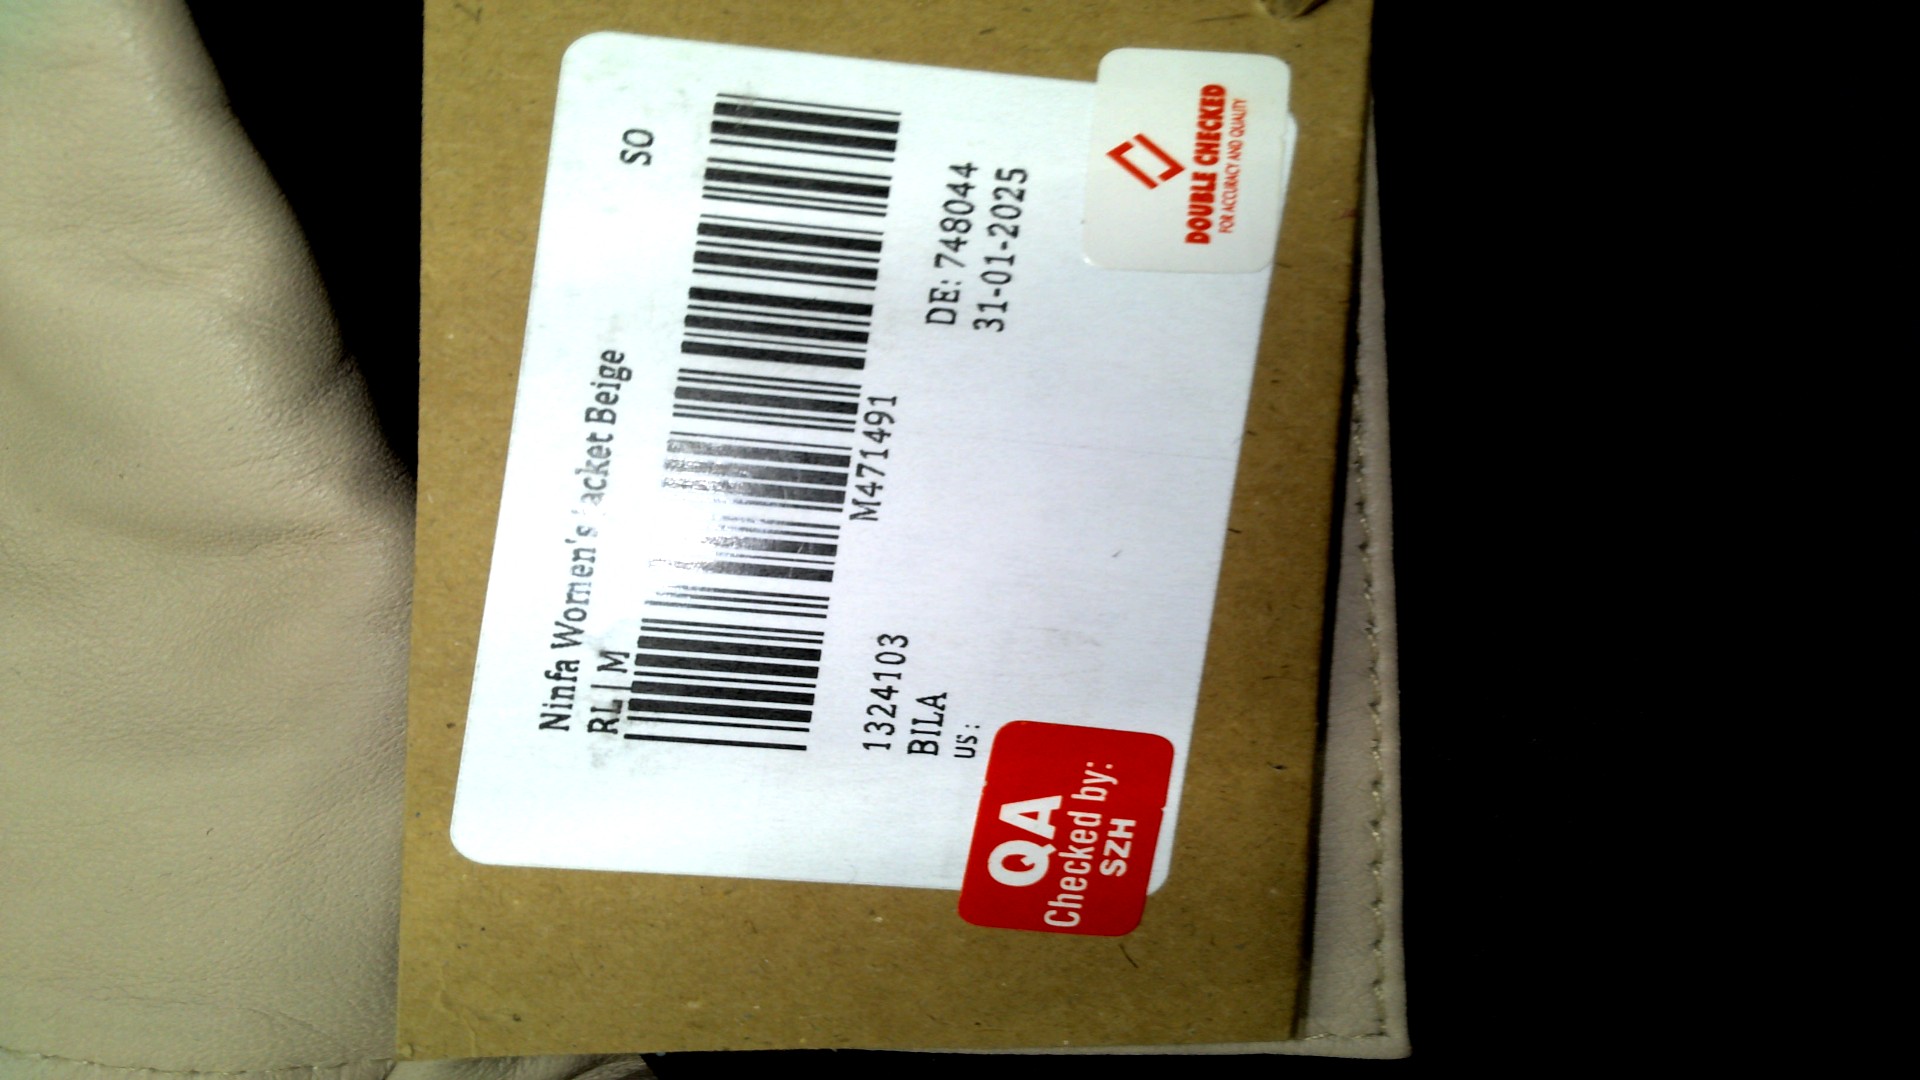 Ninfa Women's Jacket Beige
RL | M
SO
M471491
1324103
DE: 748044
BILA
31-01-2025
US:
QA
Checked by:
SZH
DOUBLE CHECKED
FOR ACCURACY AND QUALITY